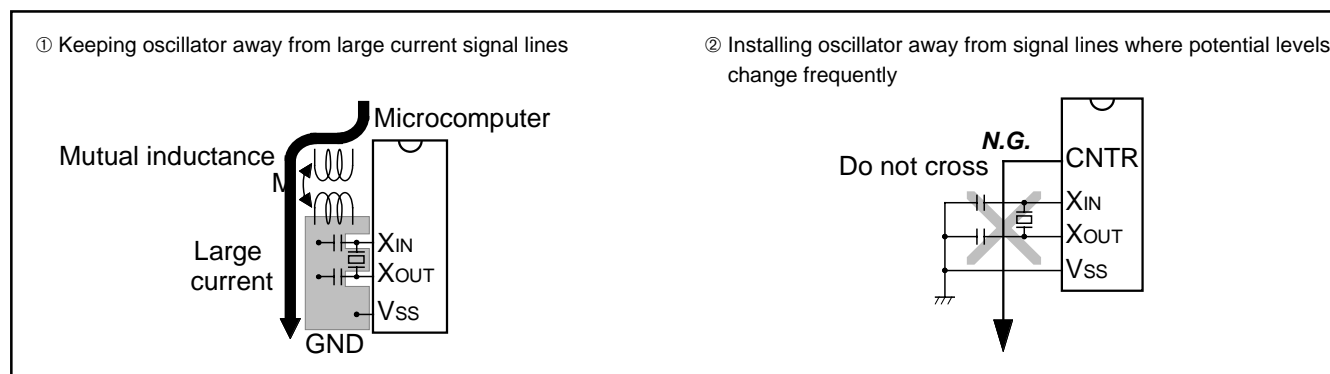 ① Keeping oscillator away from large current signal lines
Microcomputer
Mutual inductance
M
Large
current
XIN
XOUT
VSS
GND
② Installing oscillator away from signal lines where potential levels
change frequently
N.G.
Do not cross
CNTR
XIN
XOUT
VSS